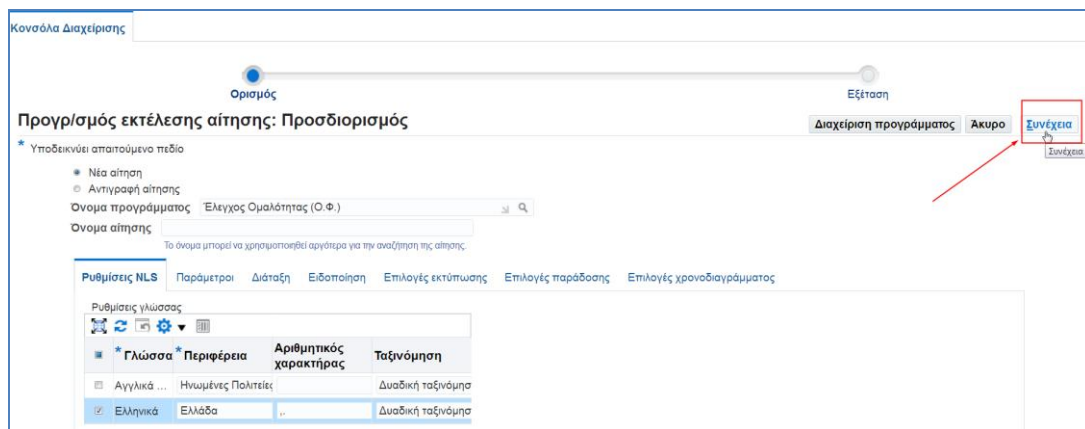 Κονσόλα Διαχείρισης
Ορισμός
Εξέταση
Προγρ/σμός εκτέλεσης αίτησης: Προσδιορισμός
Διαχείριση προγράμματος Άκυρο Συνέχεια
* Υποδεικνύει απαιτούμενο πεδίο
Συνέχεια
Νέα αίτηση
Αντιγραφή αίτησης
Όνομα προγράμματος Έλεγχος Ομαλότητας (Ο.Φ.)
Όνομα αίτησης
Το όνομα μπορεί να χρησιμοποιηθεί αργότερα για την αναζήτηση της αίτησης.
Ρυθμίσεις NLS Παράμετροι Διάταξη Ειδοποίηση Επιλογές εκτύπωσης Επιλογές παράδοσης Επιλογές χρονοδιαγράμματος
Ρυθμίσεις γλώσσας
* Γλώσσα * Περιφέρεια Αριθμητικός χαρακτήρας Ταξινόμηση
Αγγλικά ... Ηνωμένες Πολιτείες Δυαδική ταξινόμησ
Ελληνικά Ελλάδα ,. Δυαδική ταξινόμησ